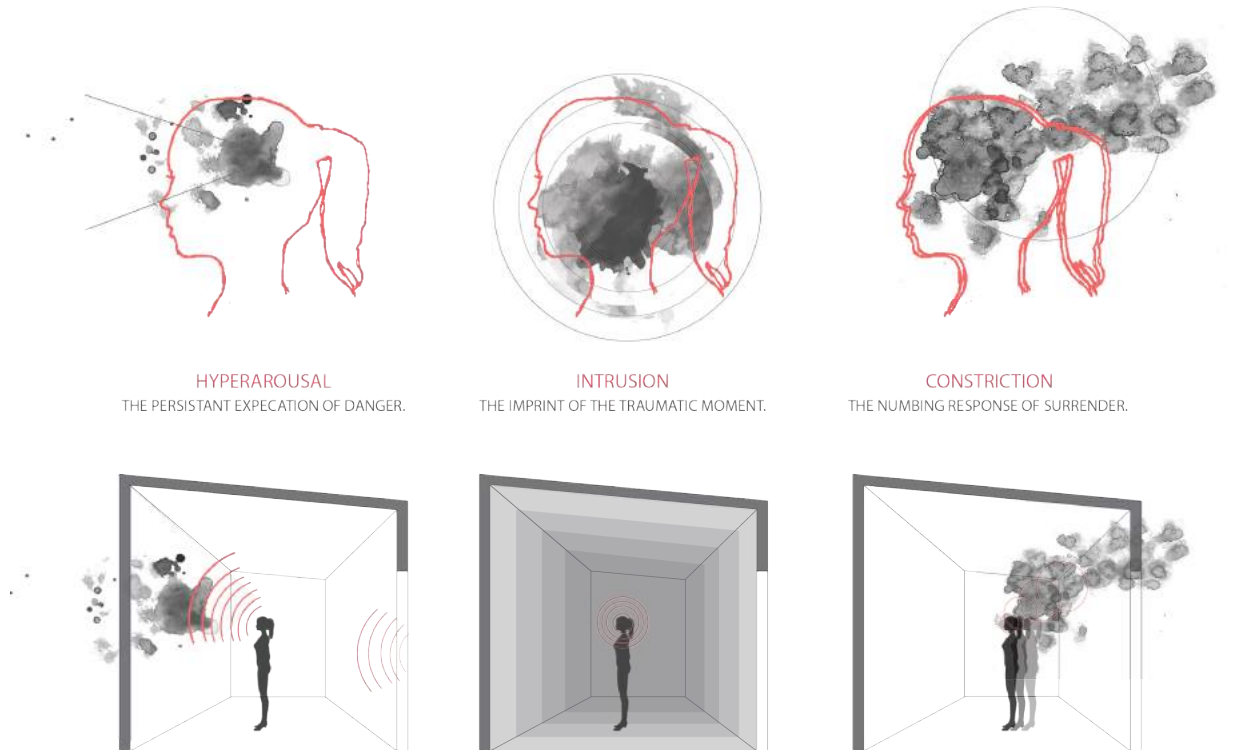 HYPERAROUSAL
THE PERSISTANT EXPECATION OF DANGER.
INTRUSION
THE IMPRINT OF THE TRAUMATIC MOMENT.
CONSTRICTION
THE NUMBING RESPONSE OF SURRENDER.